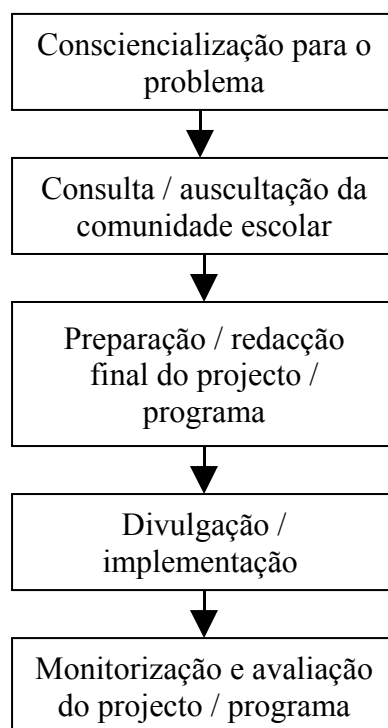 Consciencialização para o
problema
Consulta / auscultação da
comunidade escolar
Preparação / redacção
final do projecto /
programa
Divulgação /
implementação
Monitorização e avaliação
do projecto / programa